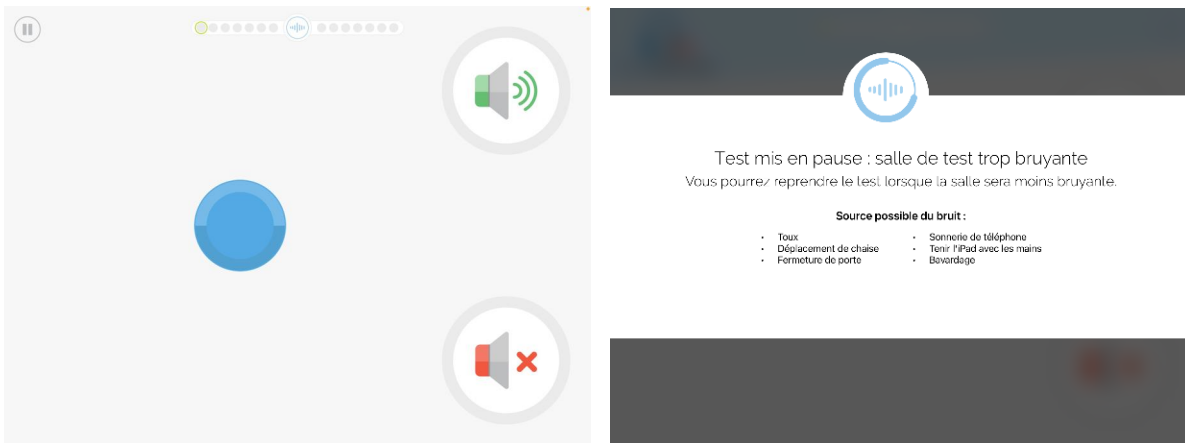 Test mis en pause : salle de test trop bruyante
Vous pourrez reprendre le test lorsque la salle sera moins bruyante.
Source possible du bruit :
• Toux
• Déplacement de chaise
• Fermeture de porte
• Sonnerie de téléphone
• Tenir l'iPad avec les mains
• Bavardage